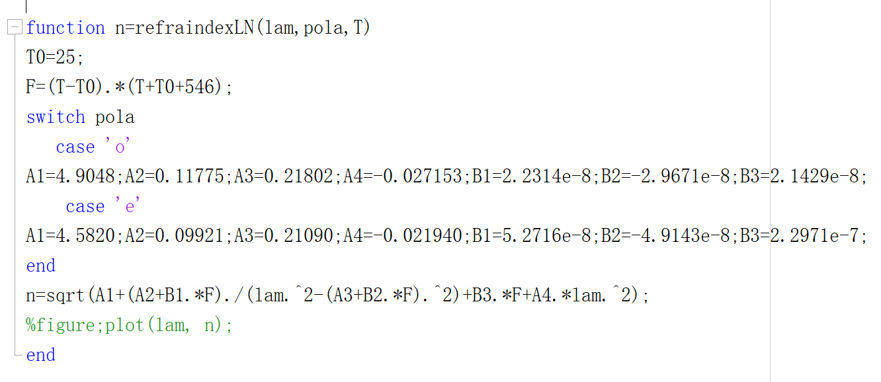 function n=refraindexLN(lam,pola,T)
T0=25;
F=(T-T0).*(T+T0+546);
switch pola
case 'o'
A1=4.9048;A2=0.11775;A3=0.21802;A4=-0.027153;B1=2.2314e-8;B2=-2.9671e-8;B3=2.1429e-8;
case 'e'
A1=4.5820;A2=0.09921;A3=0.21090;A4=-0.021940;B1=5.2716e-8;B2=-4.9143e-8;B3=2.2971e-7;
end
n=sqrt(A1+(A2+B1.*F)./(lam.^2-(A3+B2.*F).^2)+B3.*F+A4.*lam.^2);
%figure;plot(lam, n);
end